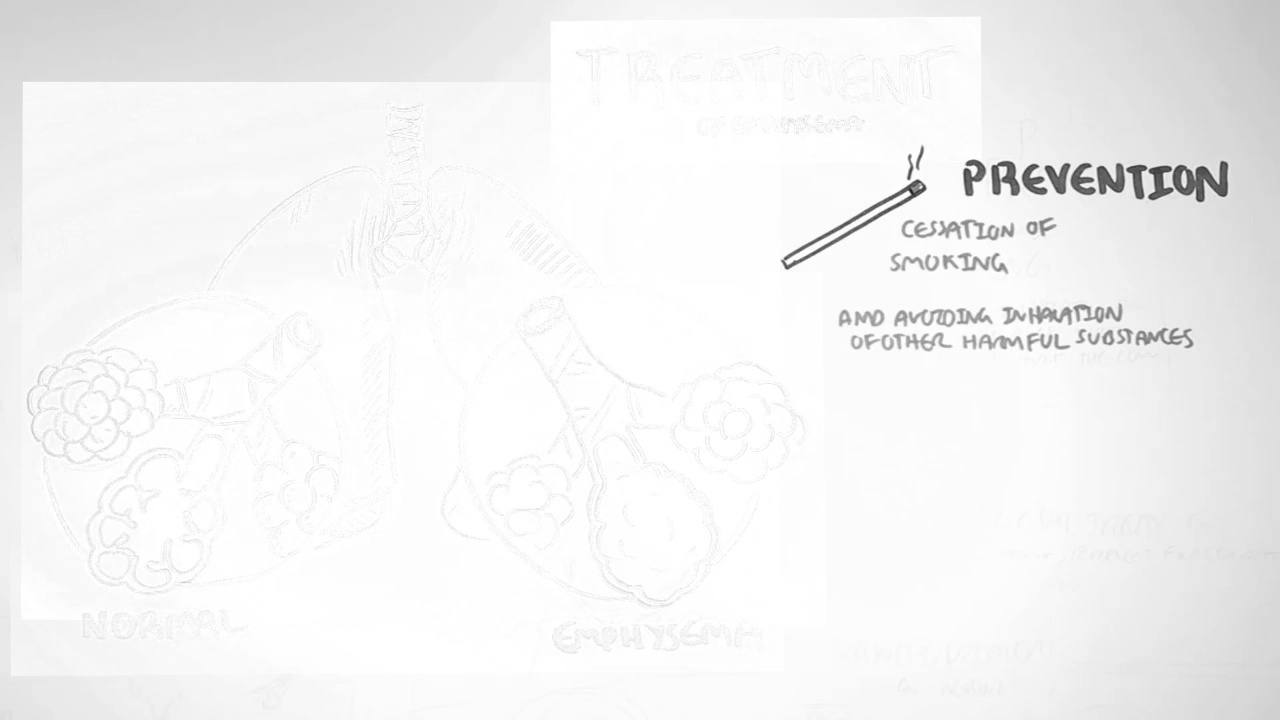 TREATMENT
OF EMPHYSEMA
PREVENTION
CESSATION OF
SMOKING
AND AVOIDING INHALATION
OF OTHER HARMFUL SUBSTANCES
NORMAL
EMPHYSEMA